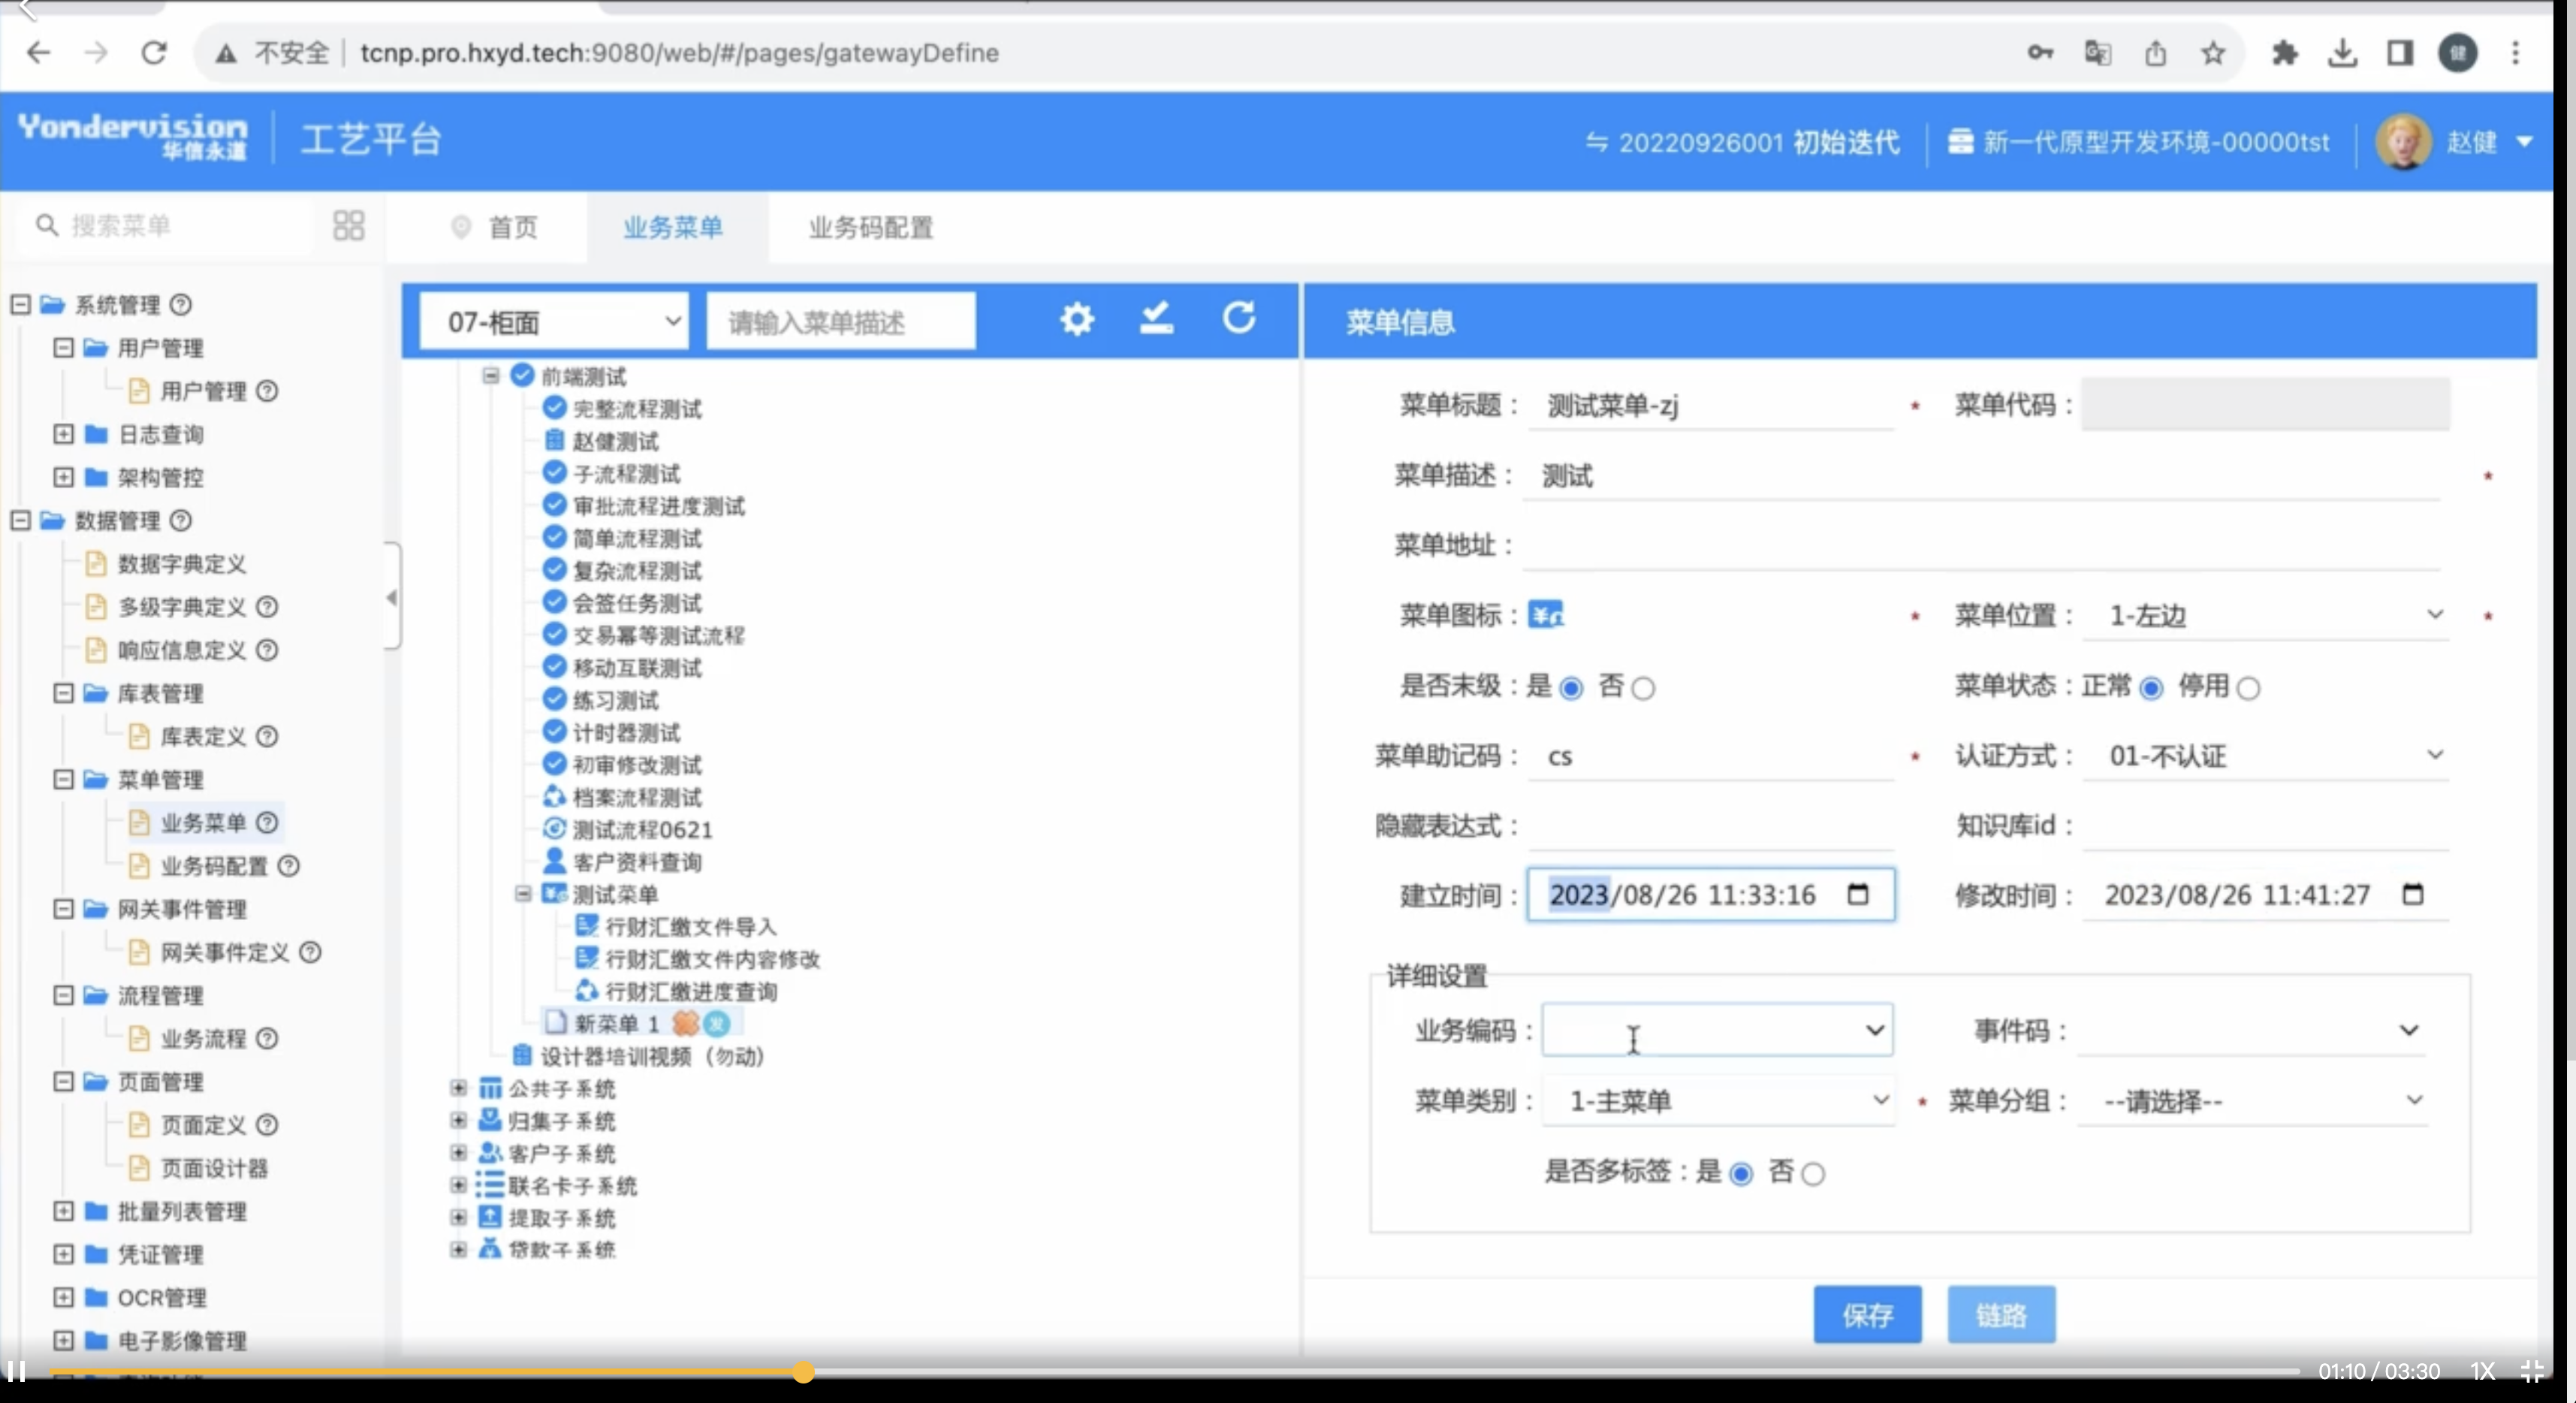 不安全 tcnp.pro.hxyd.tech:9080/web/#/pages/gatewayDefine 健
Yondervision 华信永道 工艺平台 20220926001 初始迭代 新一代原型开发环境-00000tst 赵健
搜索菜单 首页 业务菜单 业务码配置
系统管理
用户管理
用户管理
日志查询
架构管控
数据管理
数据字典定义
多级字典定义
响应信息定义
库表管理
库表定义
菜单管理
业务菜单
业务码配置
网关事件管理
网关事件定义
流程管理
业务流程
页面管理
页面定义
页面设计器
批量列表管理
凭证管理
OCR管理
电子影像管理
07-柜面 请输入菜单描述
前端测试
完整流程测试
赵健测试
子流程测试
审批流程进度测试
简单流程测试
复杂流程测试
会签任务测试
交易幂等测试流程
移动互联测试
练习测试
计时器测试
初审修改测试
档案流程测试
测试流程0621
客户资料查询
测试菜单
行财汇缴文件导入
行财汇缴文件内容修改
行财汇缴进度查询
新菜单 1 发
设计器培训视频（勿动）
公共子系统
归集子系统
客户子系统
联名卡子系统
提取子系统
贷款子系统
菜单信息
菜单标题： 测试菜单-zj * 菜单代码：
菜单描述： 测试 *
菜单地址：
菜单图标： * 菜单位置： 1-左边 *
是否末级：是 否 菜单状态：正常 停用
菜单助记码： cs * 认证方式： 01-不认证
隐藏表达式： 知识库id：
建立时间： 2023/08/26 11:33:16 修改时间： 2023/08/26 11:41:27
详细设置
业务编码： 事件码：
菜单类别： 1-主菜单 * 菜单分组： --请选择--
是否多标签：是 否
保存 链路
01:10 / 03:30 1X